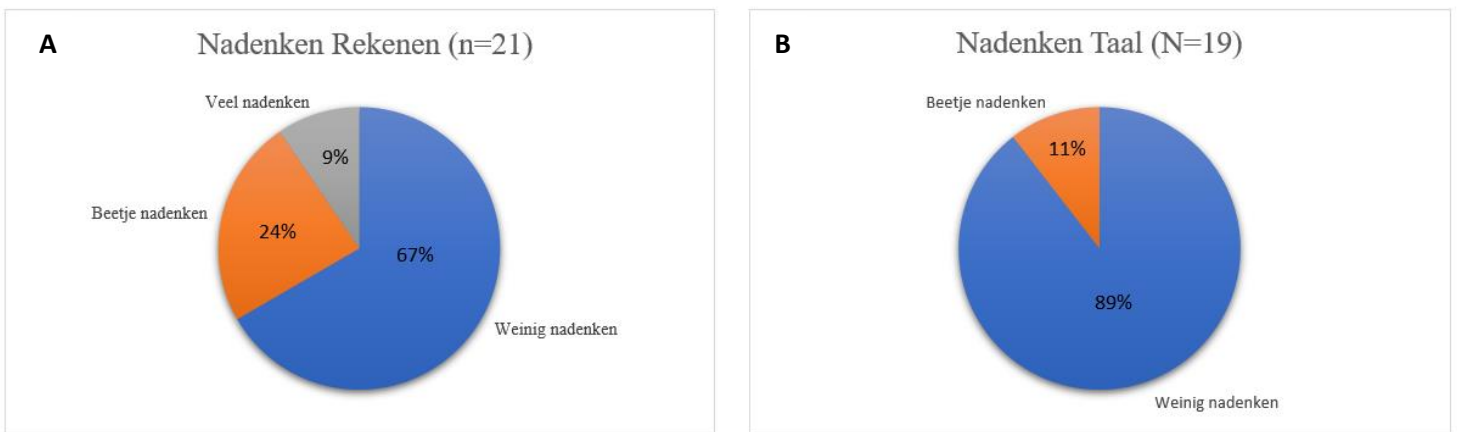 A
Nadenken Rekenen (n=21)
Veel nadenken
9%
Beetje nadenken
24%
67%
Weinig nadenken
B
Nadenken Taal (N=19)
Beetje nadenken
11%
89%
Weinig nadenken